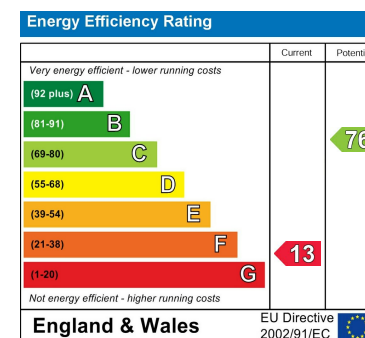 Energy Efficiency Rating
Current Potenti
Very energy efficient - lower running costs
(92 plus) A
(81-91) B
(69-80) C
76
(55-68) D
(39-54) E
(21-38) F
13
(1-20) G
Not energy efficient - higher running costs
England & Wales
EU Directive
2002/91/EC